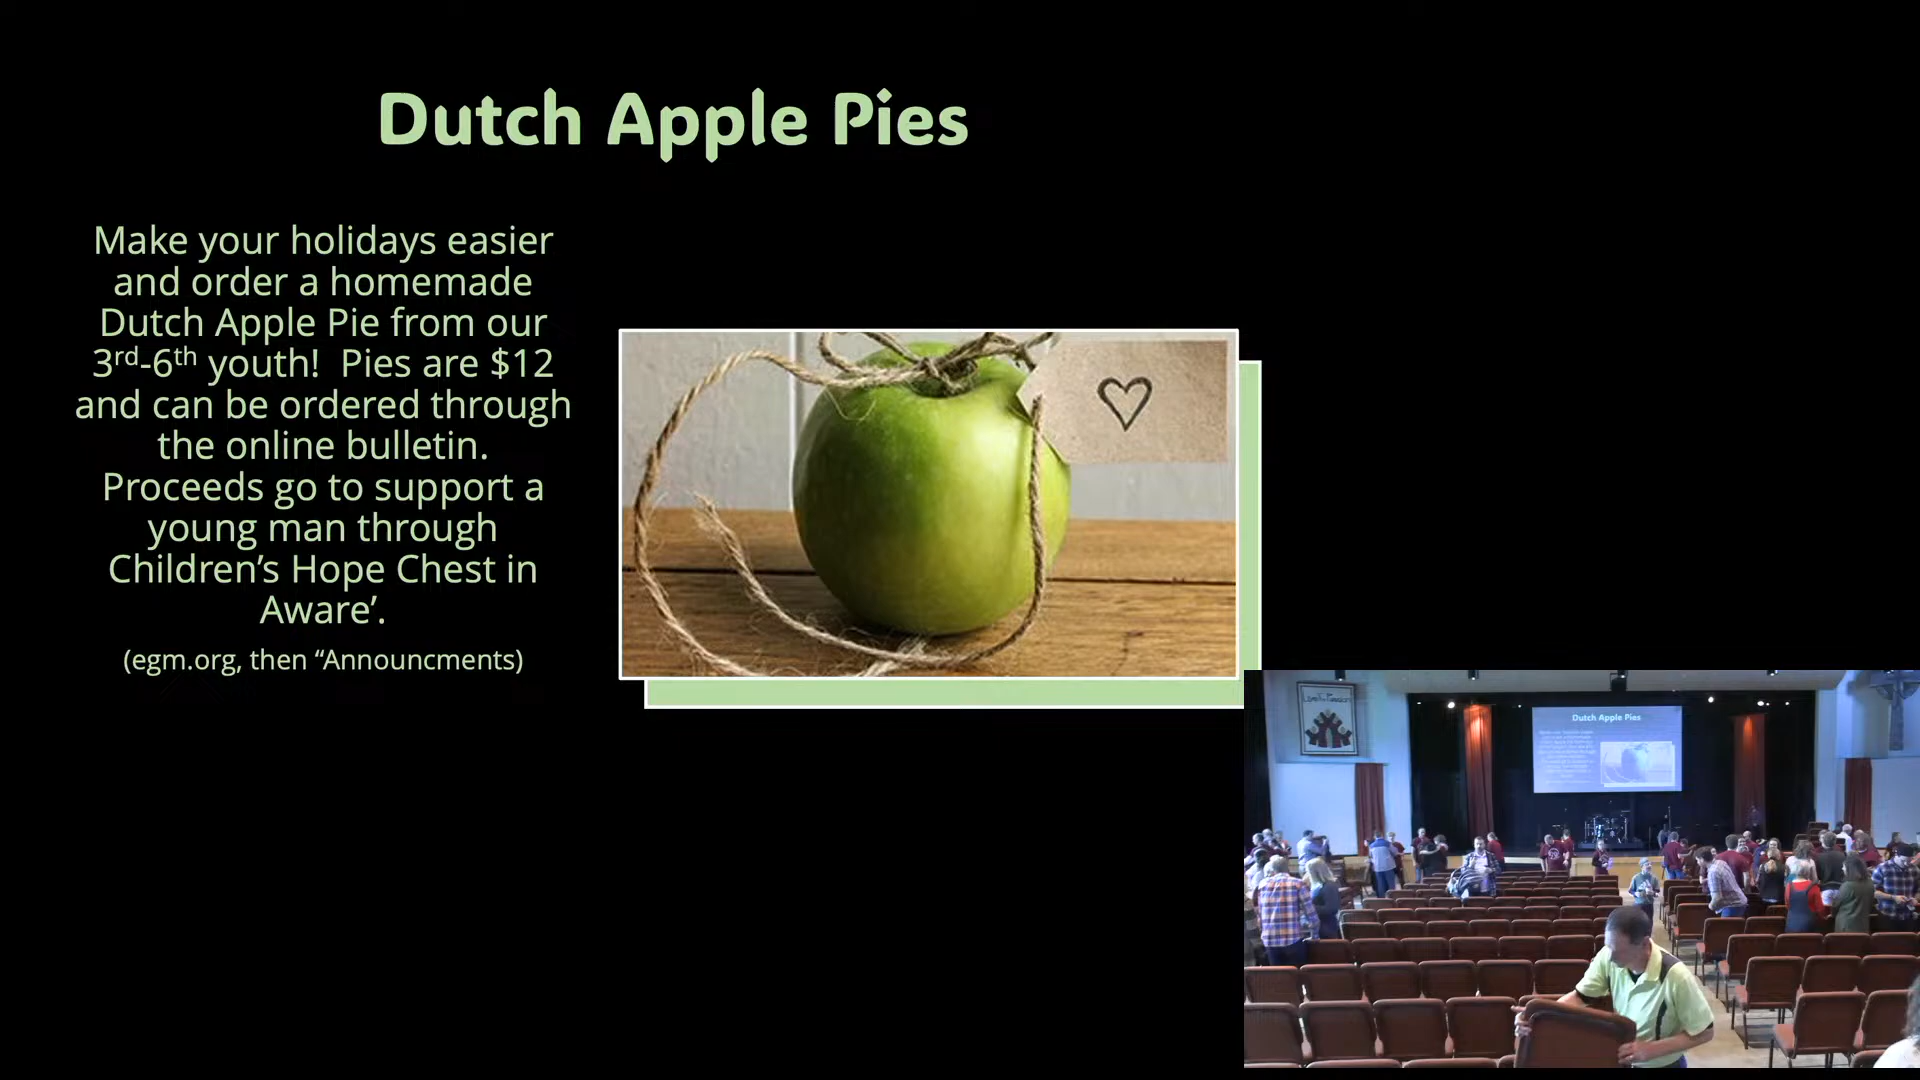 Dutch Apple Pies
Make your holidays easier
and order a homemade
Dutch Apple Pie from our
3rd-6th youth!  Pies are $12
and can be ordered through
the online bulletin.
Proceeds go to support a
young man through
Children’s Hope Chest in
Aware’.
(egm.org, then “Announcments)
Dutch Apple Pies